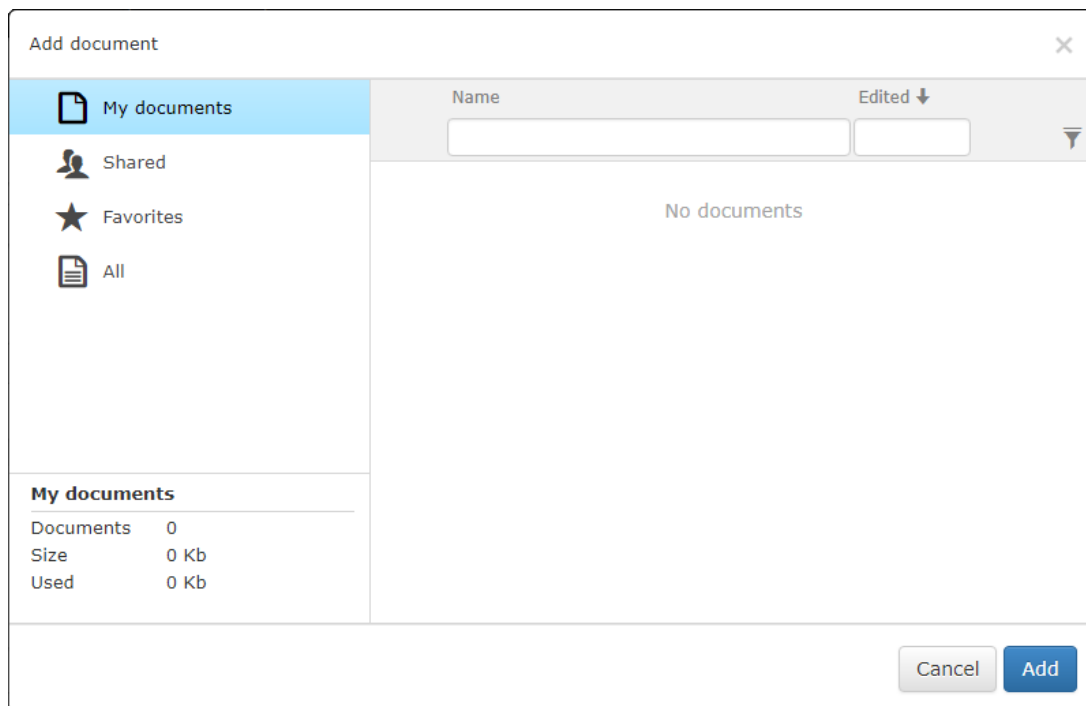 Add document
My documents
Shared
Favorites
All
My documents
Documents 0
Size 0 Kb
Used 0 Kb
Name Edited
No documents
Cancel Add